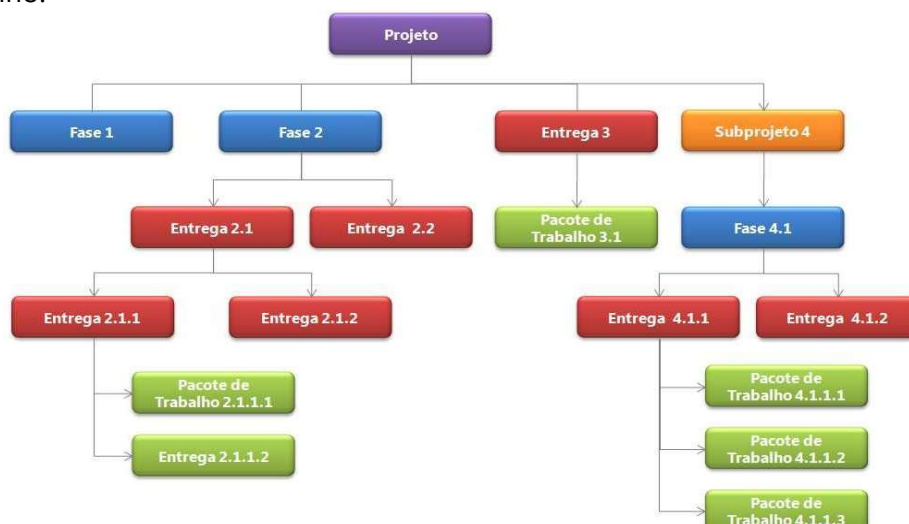 Projeto
Fase 1
Fase 2
Entrega 3
Subprojeto 4
Entrega 2.1
Entrega 2.2
Pacote de
Trabalho 3.1
Fase 4.1
Entrega 2.1.1
Entrega 2.1.2
Entrega 4.1.1
Entrega 4.1.2
Pacote de
Trabalho 2.1.1.1
Entrega 2.1.1.2
Pacote de
Trabalho 4.1.1.1
Pacote de
Trabalho 4.1.1.2
Pacote de
Trabalho 4.1.1.3